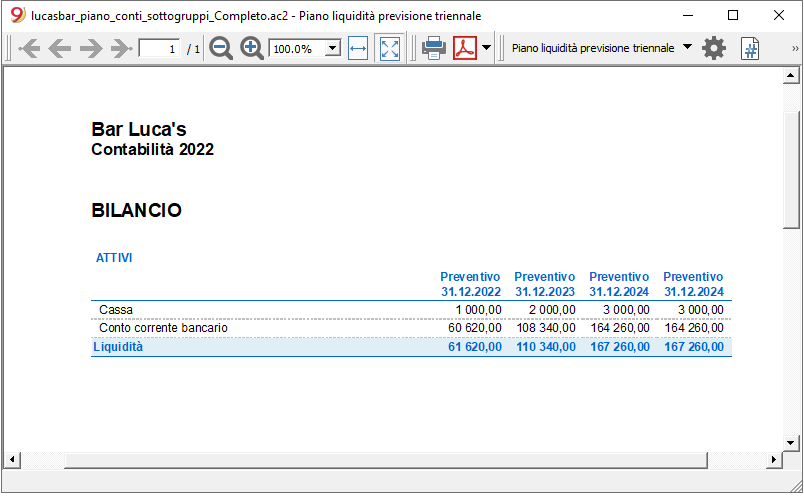 lucasbar_piano_conti_sottogruppi_Completo.ac2 - Piano liquidità previsione triennale
1 / 1 100.0% Piano liquidità previsione triennale
Bar Luca's
Contabilità 2022
BILANCIO
ATTIVI
Preventivo Preventivo Preventivo Preventivo
31.12.2022 31.12.2023 31.12.2024 31.12.2024
Cassa 1 000,00 2 000,00 3 000,00 3 000,00
Conto corrente bancario 60 620,00 108 340,00 164 260,00 164 260,00
Liquidità 61 620,00 110 340,00 167 260,00 167 260,00